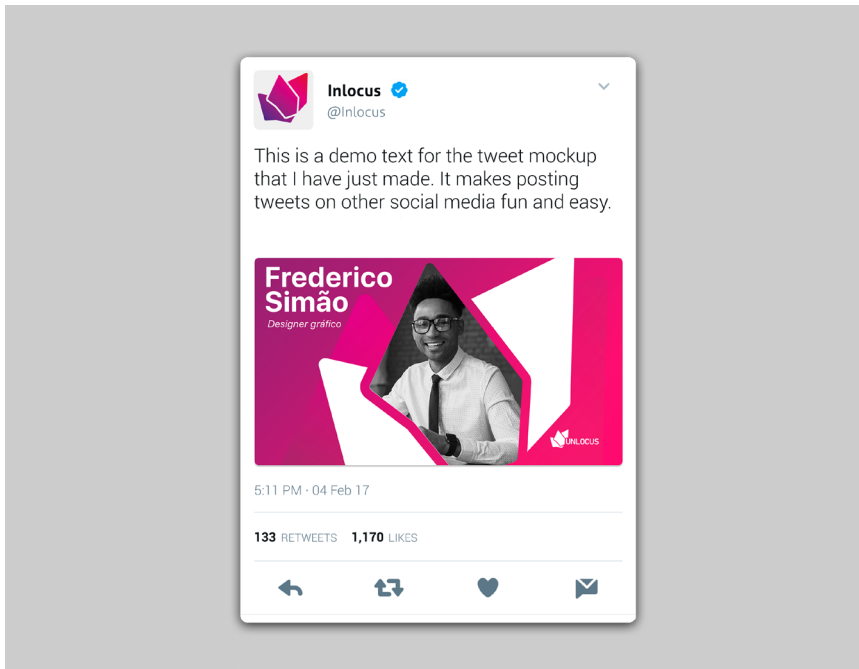 Inlocus
@Inlocus
This is a demo text for the tweet mockup
that I have just made. It makes posting
tweets on other social media fun and easy.
Frederico
Simão
Designer gráfico
UNLOCUS
5:11 PM · 04 Feb 17
133 RETWEETS 1,170 LIKES